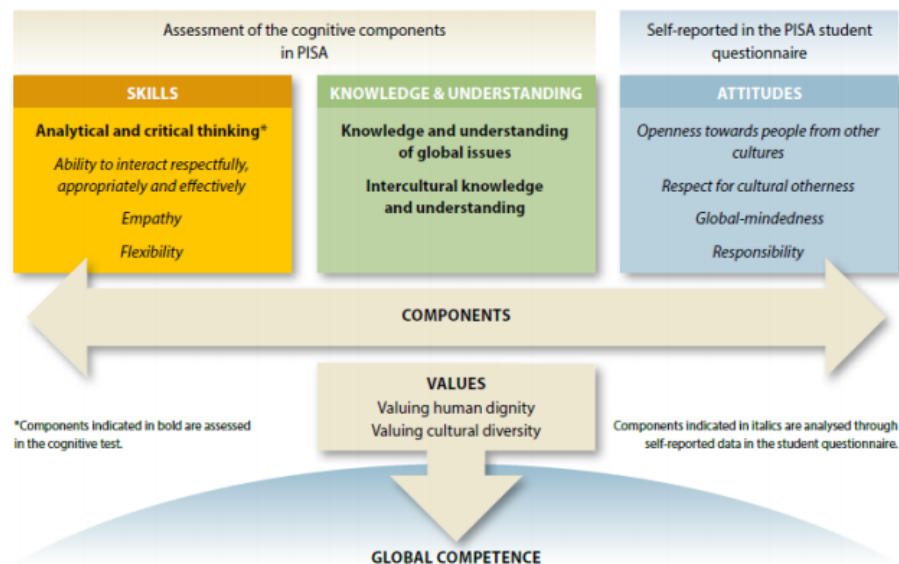 Assessment of the cognitive components
in PISA
Self-reported in the PISA student
questionnaire
SKILLS
Analytical and critical thinking*
Ability to interact respectfully,
appropriately and effectively
Empathy
Flexibility
KNOWLEDGE & UNDERSTANDING
Knowledge and understanding
of global issues
Intercultural knowledge
and understanding
ATTITUDES
Openness towards people from other
cultures
Respect for cultural otherness
Global-mindedness
Responsibility
COMPONENTS
VALUES
Valuing human dignity
Valuing cultural diversity
*Components indicated in bold are assessed
in the cognitive test.
Components indicated in italics are analysed through
self-reported data in the student questionnaire.
GLOBAL COMPETENCE